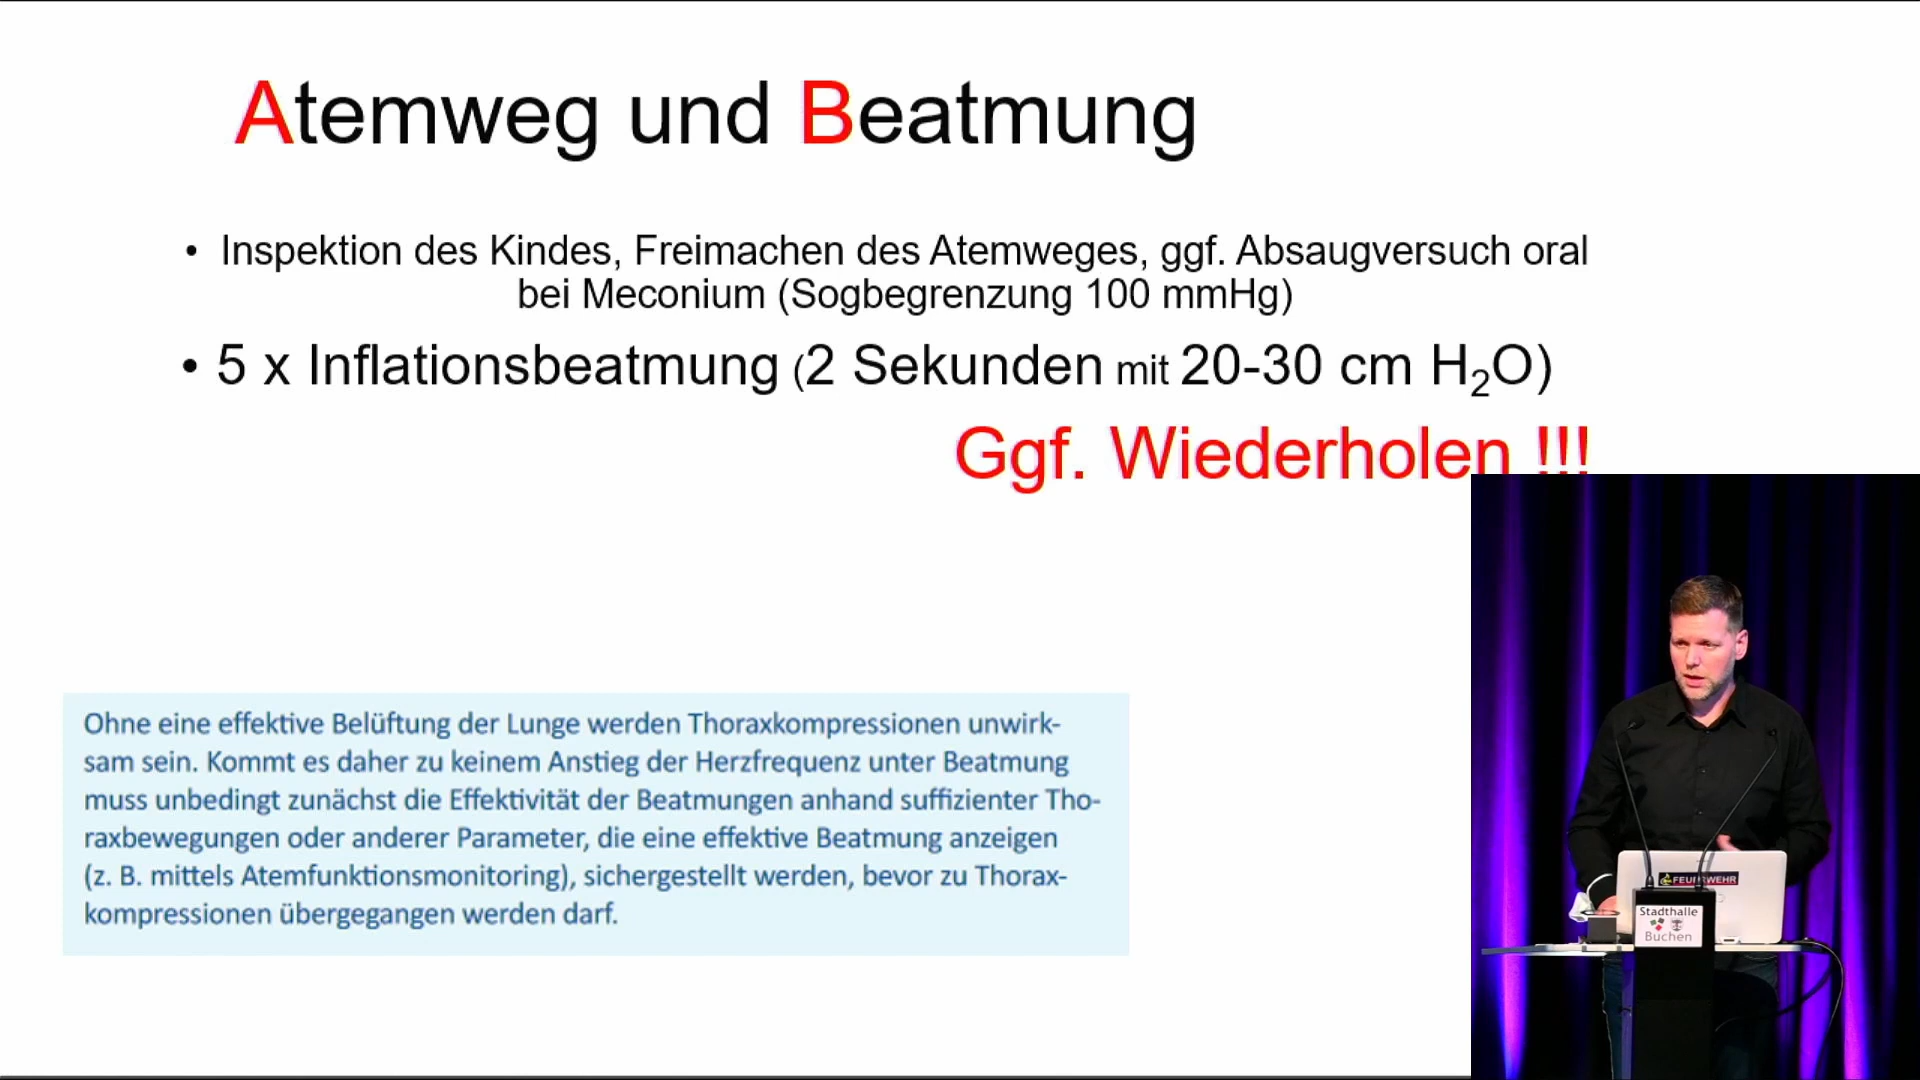 Atemweg und Beatmung
• Inspektion des Kindes, Freimachen des Atemweges, ggf. Absaugversuch oral
bei Meconium (Sogbegrenzung 100 mmHg)
• 5 x Inflationsbeatmung (2 Sekunden mit 20-30 cm H₂O)
Ggf. Wiederholen !!!
Ohne eine effektive Belüftung der Lunge werden Thoraxkompressionen unwirk-
sam sein. Kommt es daher zu keinem Anstieg der Herzfrequenz unter Beatmung
muss unbedingt zunächst die Effektivität der Beatmungen anhand suffizienter Tho-
raxbewegungen oder anderer Parameter, die eine effektive Beatmung anzeigen
(z. B. mittels Atemfunktionsmonitoring), sichergestellt werden, bevor zu Thorax-
kompressionen übergegangen werden darf.
FEUERWEHR
Stadthalle
Buchen